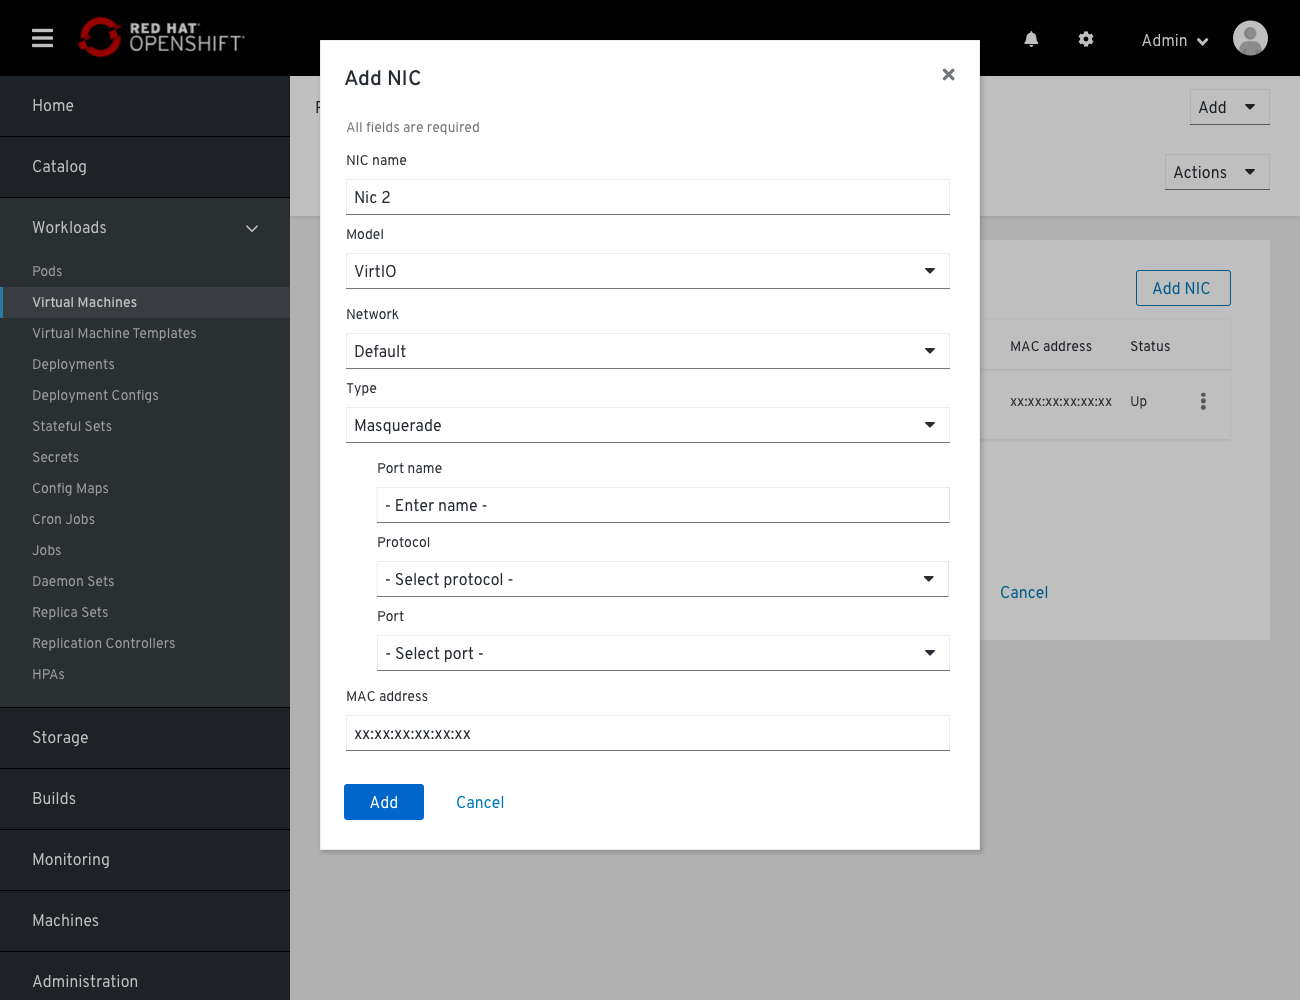 RED HAT
OPENSHIFT
Admin
Home
Catalog
Workloads
Pods
Virtual Machines
Virtual Machine Templates
Deployments
Deployment Configs
Stateful Sets
Secrets
Config Maps
Cron Jobs
Jobs
Daemon Sets
Replica Sets
Replication Controllers
HPAs
Storage
Builds
Monitoring
Machines
Administration
Add NIC
All fields are required
NIC name
Nic 2
Model
VirtIO
Network
Default
Type
Masquerade
Port name
- Enter name -
Protocol
- Select protocol -
Port
- Select port -
MAC address
xx:xx:xx:xx:xx:xx
Add Cancel
Add
Actions
Add NIC
MAC address Status
xx:xx:xx:xx:xx:xx Up
Cancel